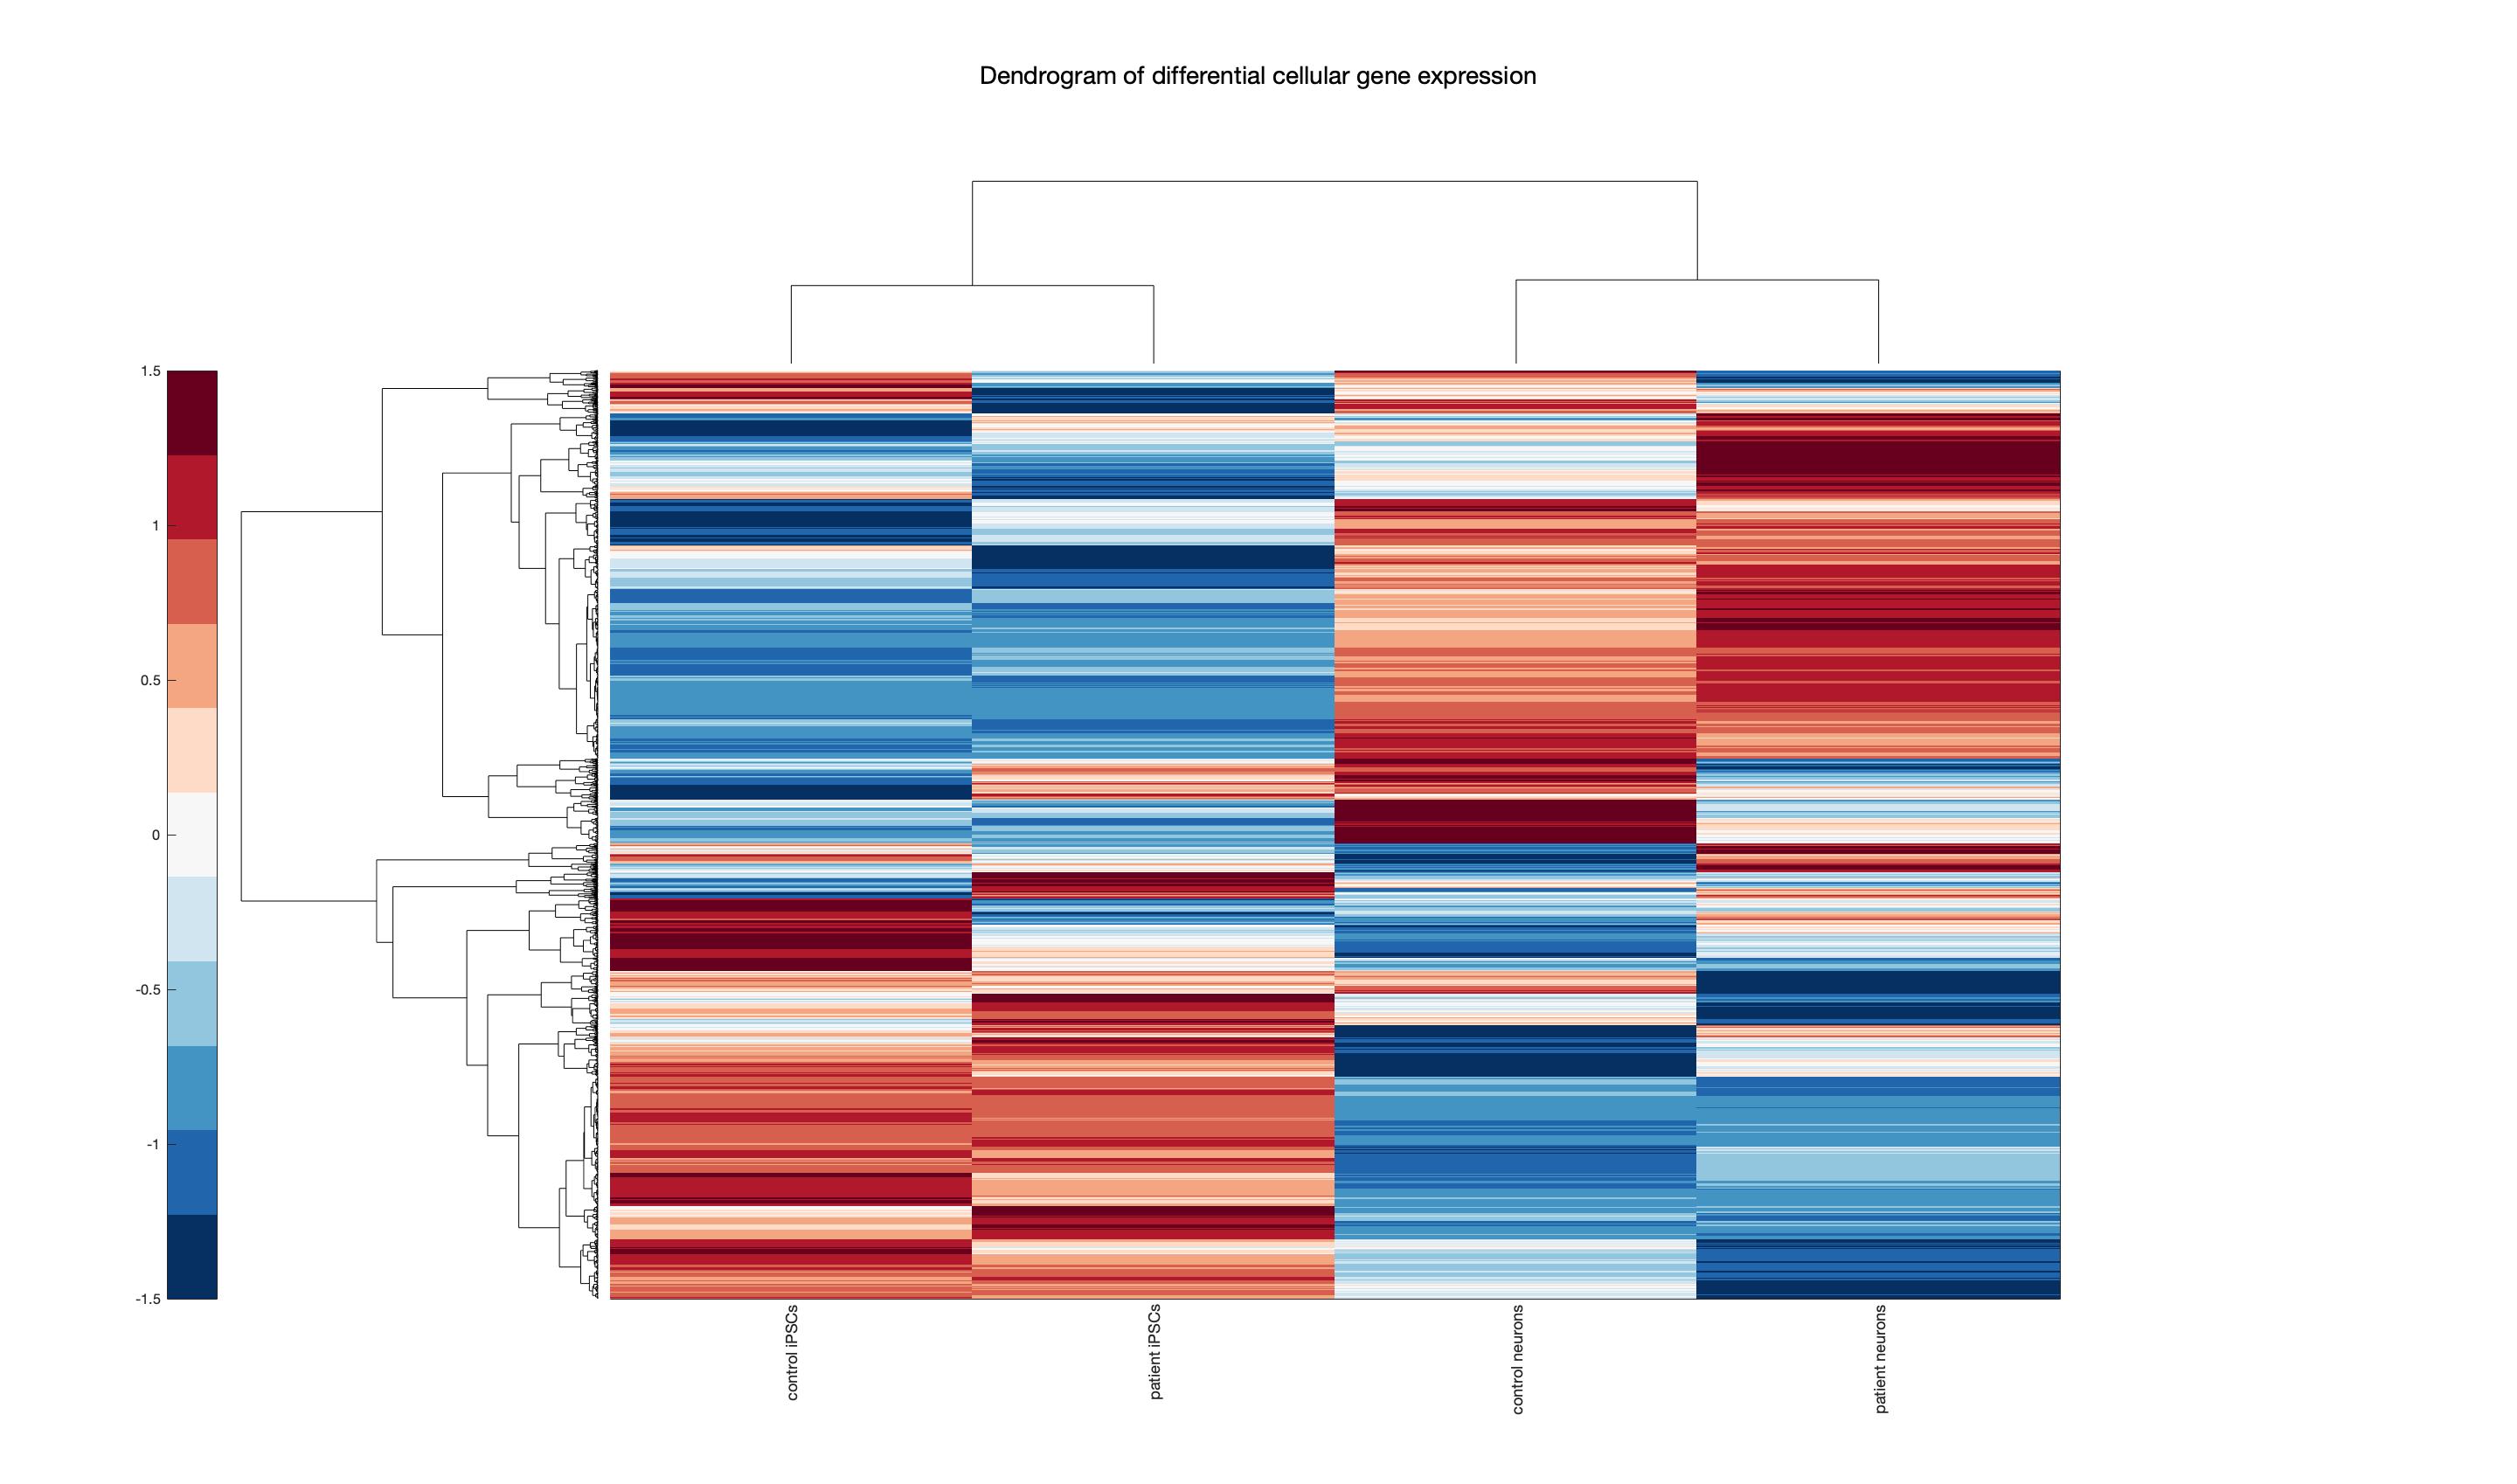 Dendrogram of differential cellular gene expression
1.5
1
0.5
0
-0.5
-1
-1.5
control iPSCs
patient iPSCs
control neurons
patient neurons